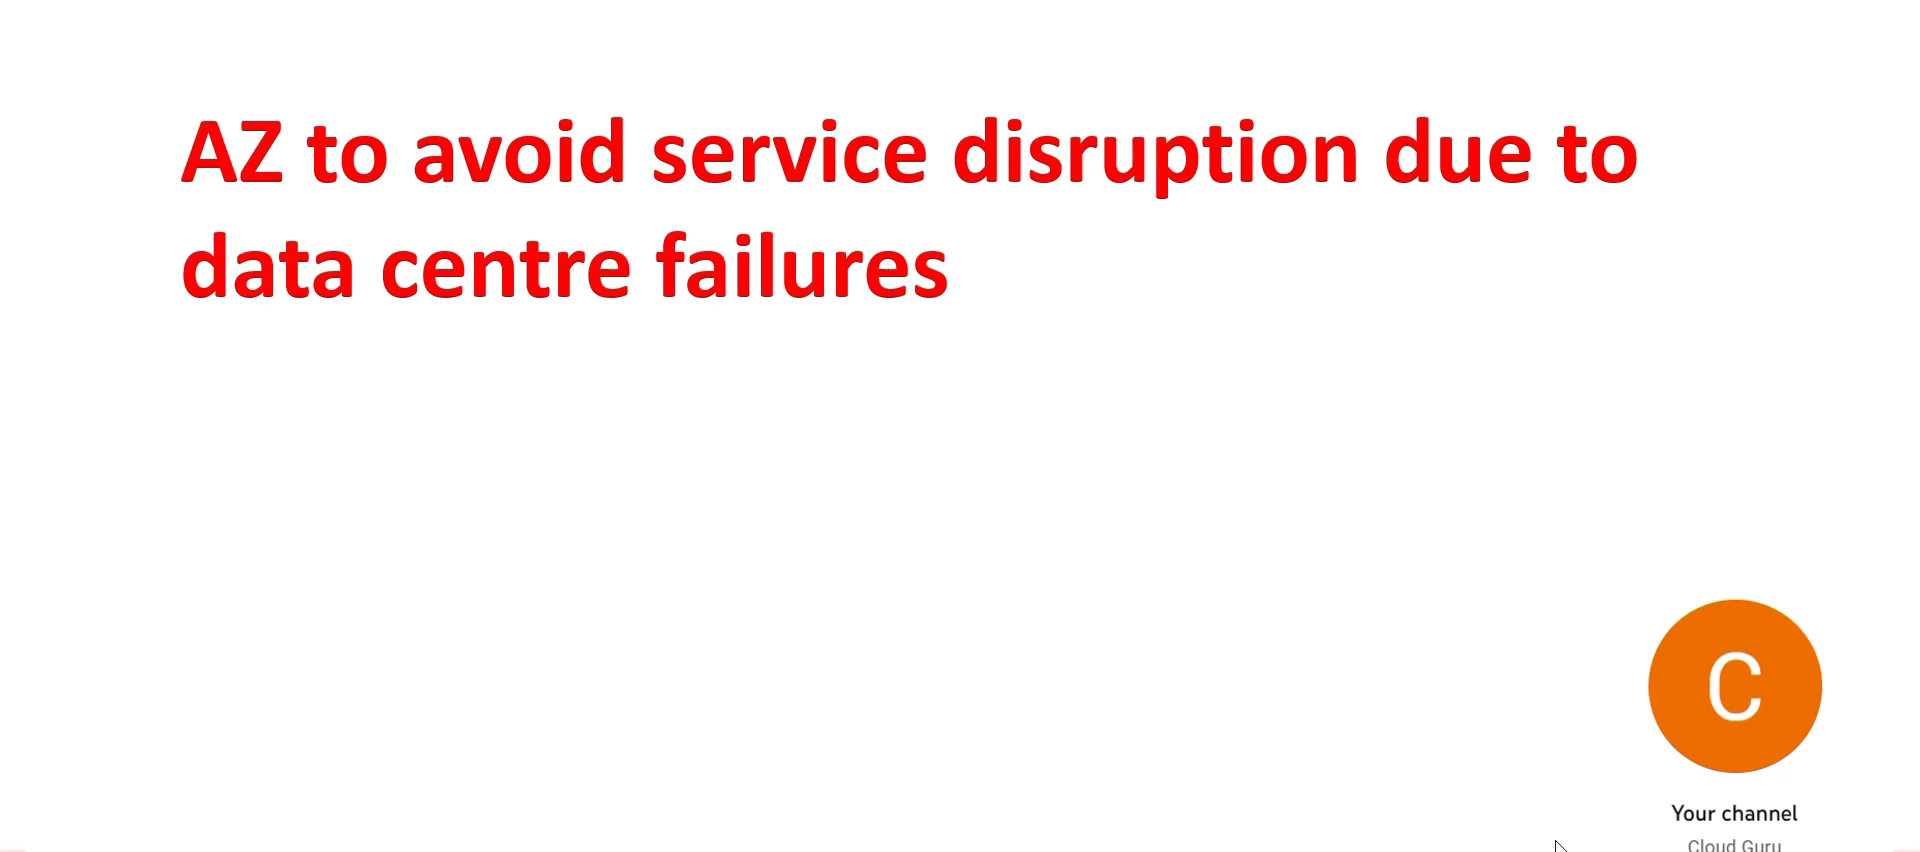 AZ to avoid service disruption due to
data centre failures
C
Your channel
Cloud Guru